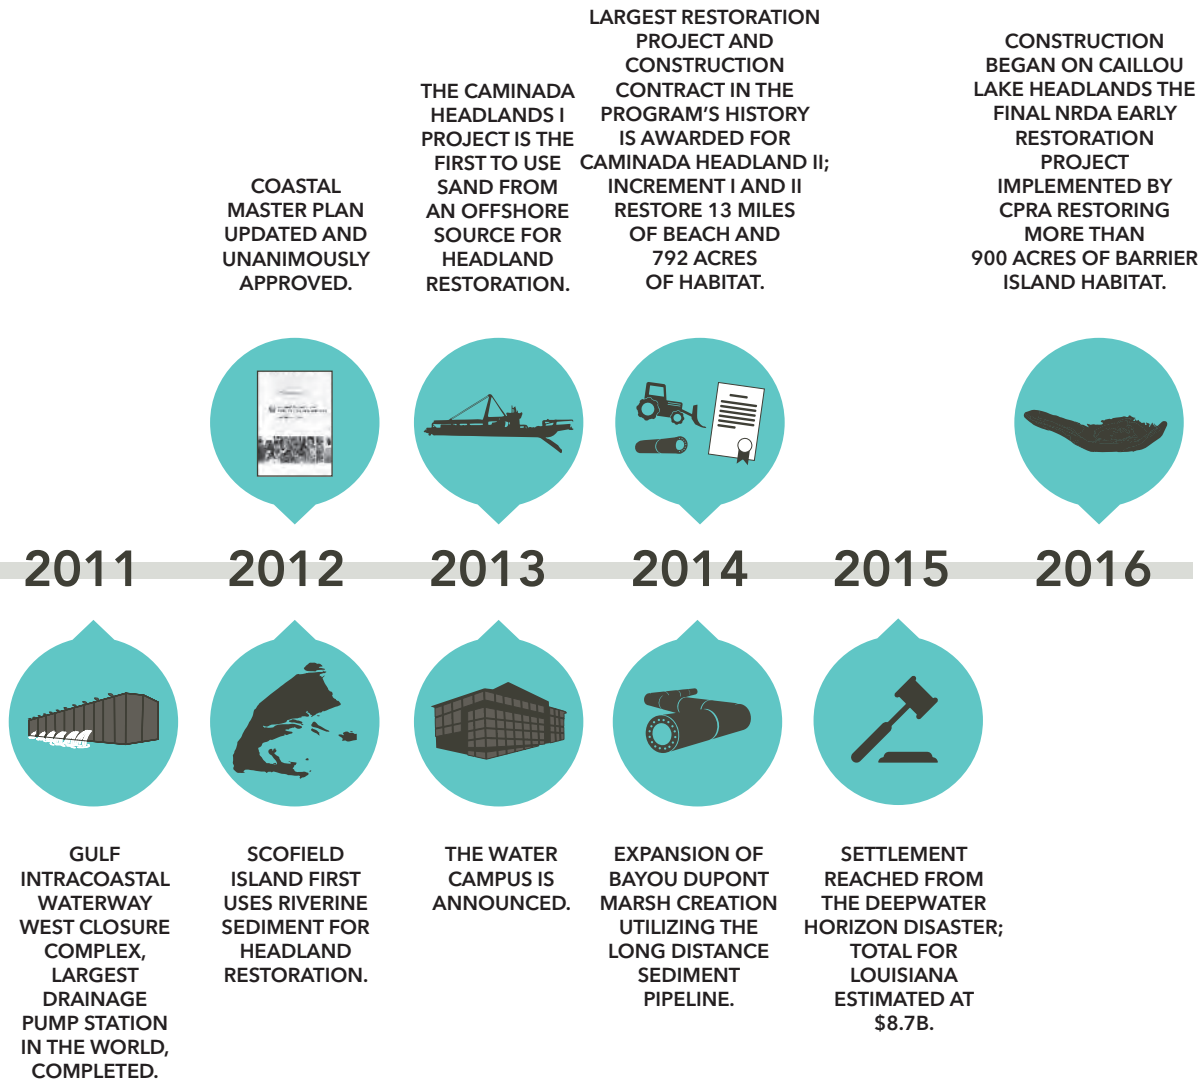 COASTAL
MASTER PLAN
UPDATED AND
UNANIMOUSLY
APPROVED.
THE CAMINADA
HEADLANDS I
PROJECT IS THE
FIRST TO USE
SAND FROM
AN OFFSHORE
SOURCE FOR
HEADLAND
RESTORATION.
LARGEST RESTORATION
PROJECT AND
CONSTRUCTION
CONTRACT IN THE
PROGRAM'S HISTORY
IS AWARDED FOR
CAMINADA HEADLAND II;
INCREMENT I AND II
RESTORE 13 MILES
OF BEACH AND
792 ACRES
OF HABITAT.
CONSTRUCTION
BEGAN ON CAILLOU
LAKE HEADLANDS THE
FINAL NRDA EARLY
RESTORATION
PROJECT
IMPLEMENTED BY
CPRA RESTORING
MORE THAN
900 ACRES OF BARRIER
ISLAND HABITAT.
2011 2012 2013 2014 2015 2016
GULF
INTRACOASTAL
WATERWAY
WEST CLOSURE
COMPLEX,
LARGEST
DRAINAGE
PUMP STATION
IN THE WORLD,
COMPLETED.
SCOFIELD
ISLAND FIRST
USES RIVERINE
SEDIMENT FOR
HEADLAND
RESTORATION.
THE WATER
CAMPUS IS
ANNOUNCED.
EXPANSION OF
BAYOU DUPONT
MARSH CREATION
UTILIZING THE
LONG DISTANCE
SEDIMENT
PIPELINE.
SETTLEMENT
REACHED FROM
THE DEEPWATER
HORIZON DISASTER;
TOTAL FOR
LOUISIANA
ESTIMATED AT
$8.7B.